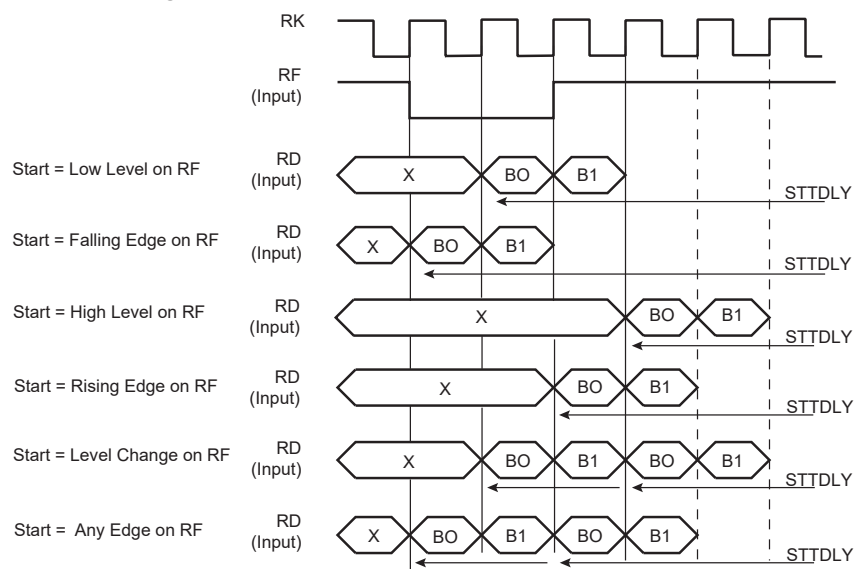 RK
RF
(Input)
Start = Low Level on RF
RD
(Input)
X
BO
B1
STTDLY
Start = Falling Edge on RF
RD
(Input)
X
BO
B1
STTDLY
Start = High Level on RF
RD
(Input)
X
BO
B1
STTDLY
Start = Rising Edge on RF
RD
(Input)
X
BO
B1
STTDLY
Start = Level Change on RF
RD
(Input)
X
BO
B1
BO
B1
STTDLY
Start = Any Edge on RF
RD
(Input)
X
BO
B1
BO
B1
STTDLY